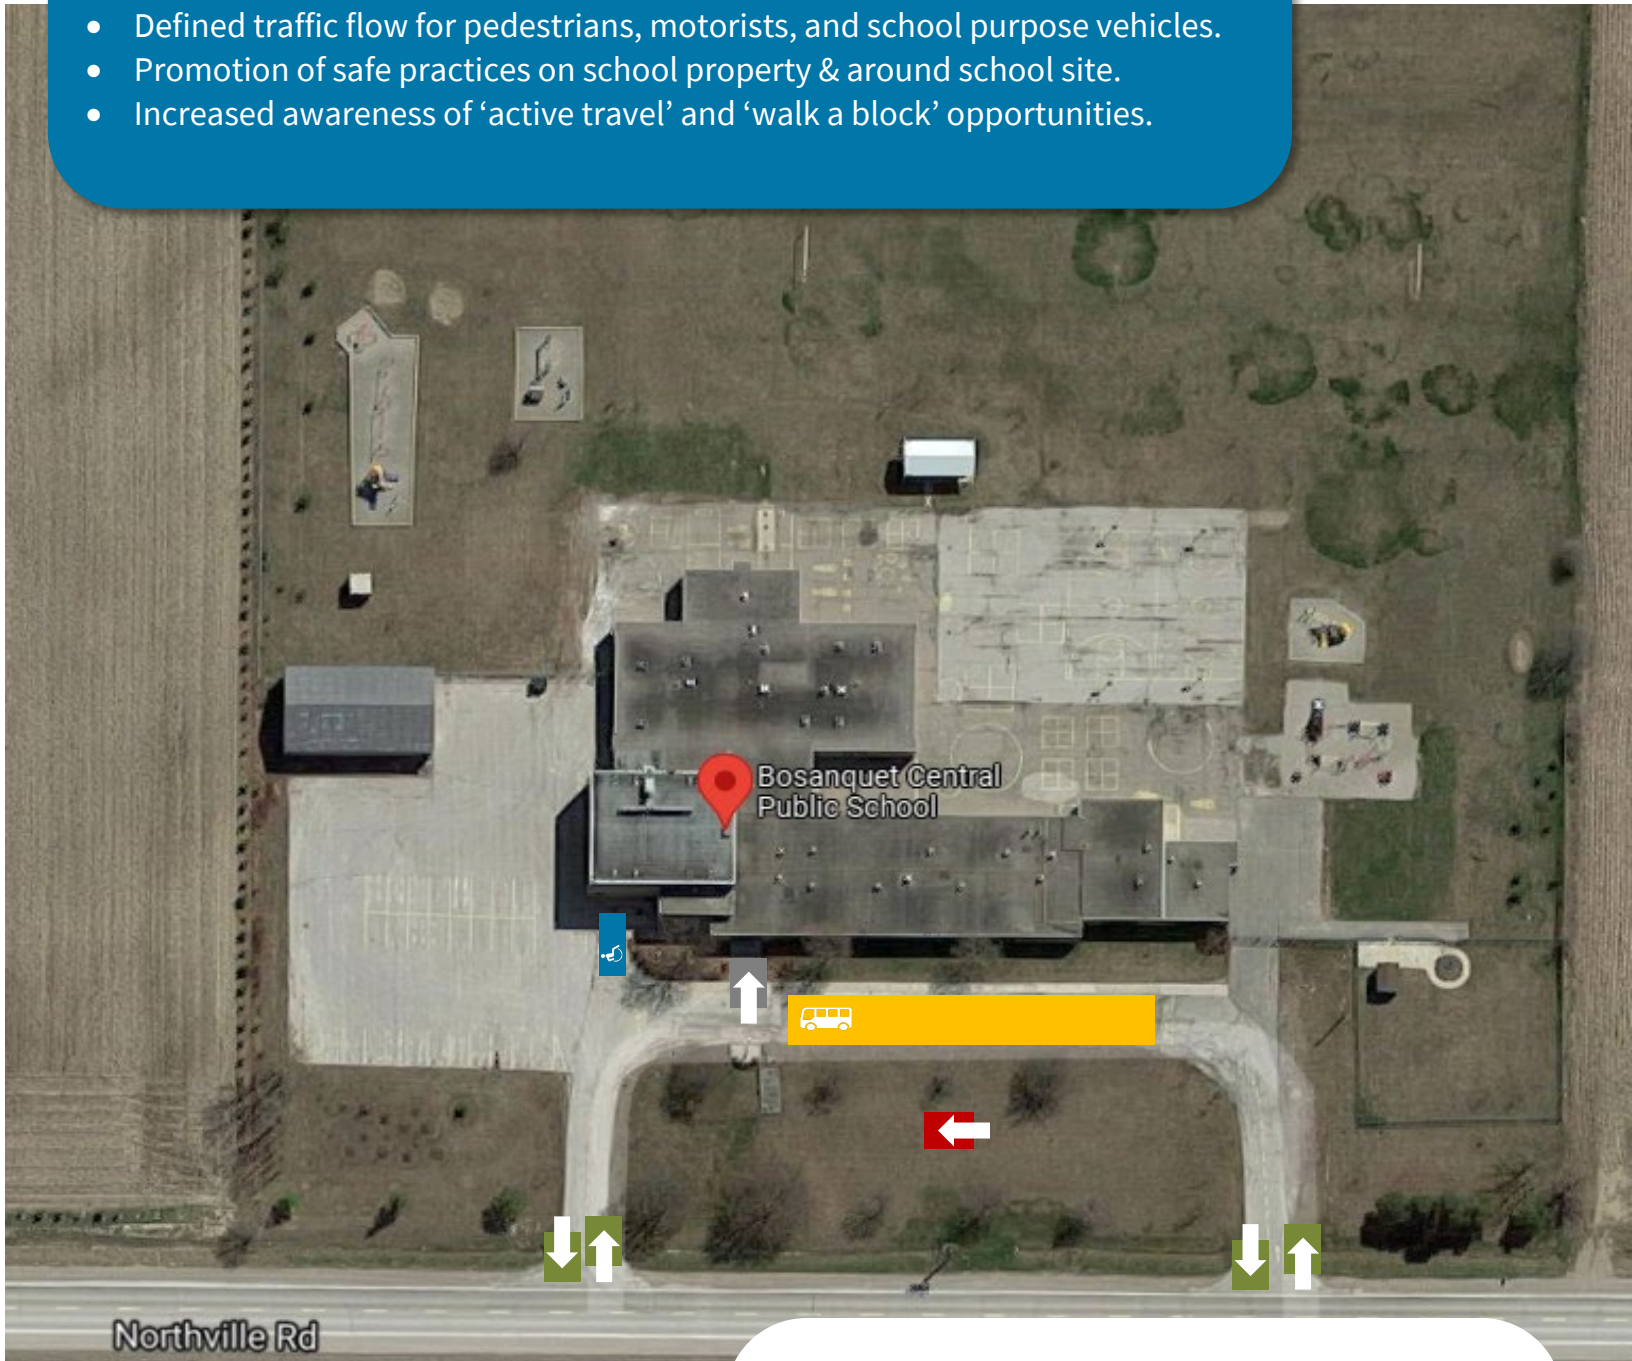 • Defined traffic flow for pedestrians, motorists, and school purpose vehicles.
• Promotion of safe practices on school property & around school site.
• Increased awareness of ‘active travel’ and ‘walk a block’ opportunities.
Bosanquet Central
Public School
Northville Rd